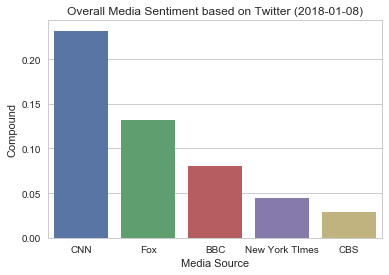 Overall Media Sentiment based on Twitter (2018-01-08)
Compound
0.20
0.15
0.10
0.05
0.00
CNN Fox BBC New York TImes CBS
Media Source